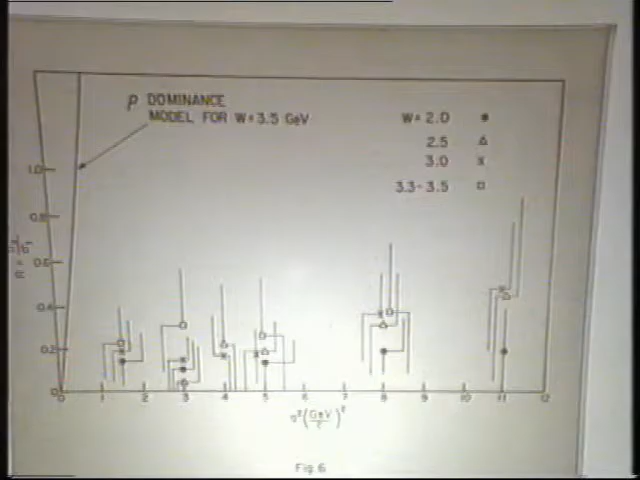 ρ DOMINANCE
MODEL FOR W = 3.5 GeV
W = 2.0
2.5
3.0
3.3 - 3.5
1.0
0.8
0.6
0.4
0.2
0
0 1 2 3 4 5 6 7 8 9 10 11 12
q² (GeV/c)²
Fig 6